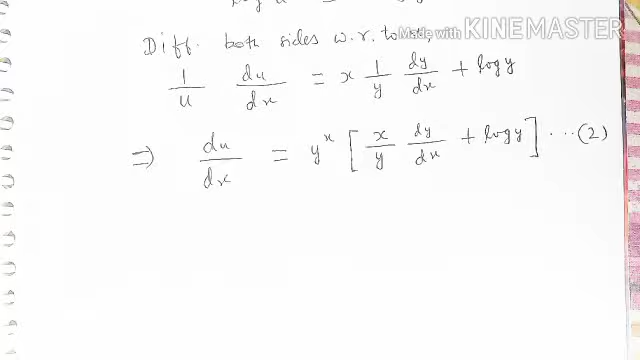 Diff. both sides w.r. to x,
Made with KINEMASTER
1/u du/dx = x 1/y dy/dx + log y
⇒ du/dx = y^x [ x/y dy/dx + log y ] ... (2)